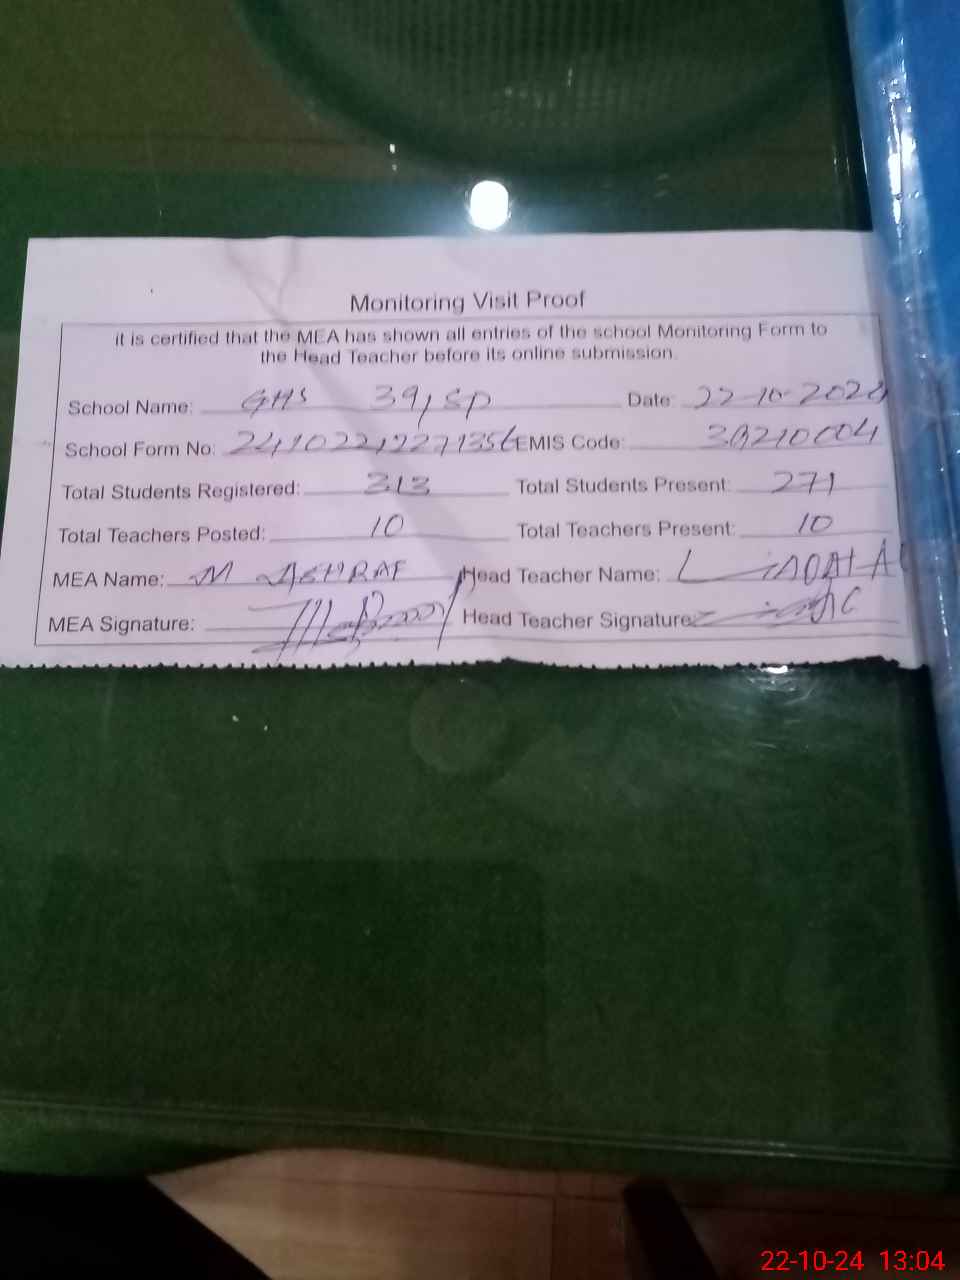 Monitoring Visit Proof
it is certified that the MEA has shown all entries of the school Monitoring Form to
the Head Teacher before its online submission.
School Name: GHS 39/SP Date: 22-10-2024
School Form No: EMIS Code: 39210004
Total Students Registered: 313 Total Students Present: 271
Total Teachers Posted: 10 Total Teachers Present: 10
MEA Name: M ASHRAF Head Teacher Name:
MEA Signature: Head Teacher Signature
22-10-24 13:04